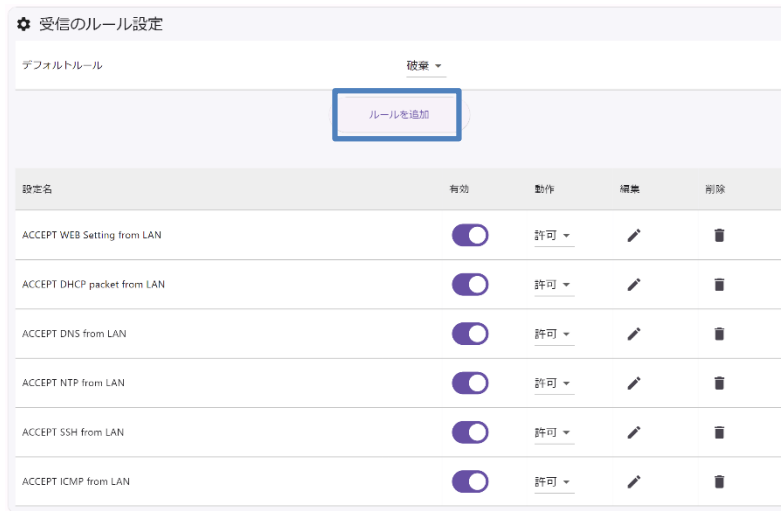 受信のルール設定
デフォルトルール 破棄
ルールを追加
設定名 有効 動作 編集 削除
ACCEPT WEB Setting from LAN 許可
ACCEPT DHCP packet from LAN 許可
ACCEPT DNS from LAN 許可
ACCEPT NTP from LAN 許可
ACCEPT SSH from LAN 許可
ACCEPT ICMP from LAN 許可